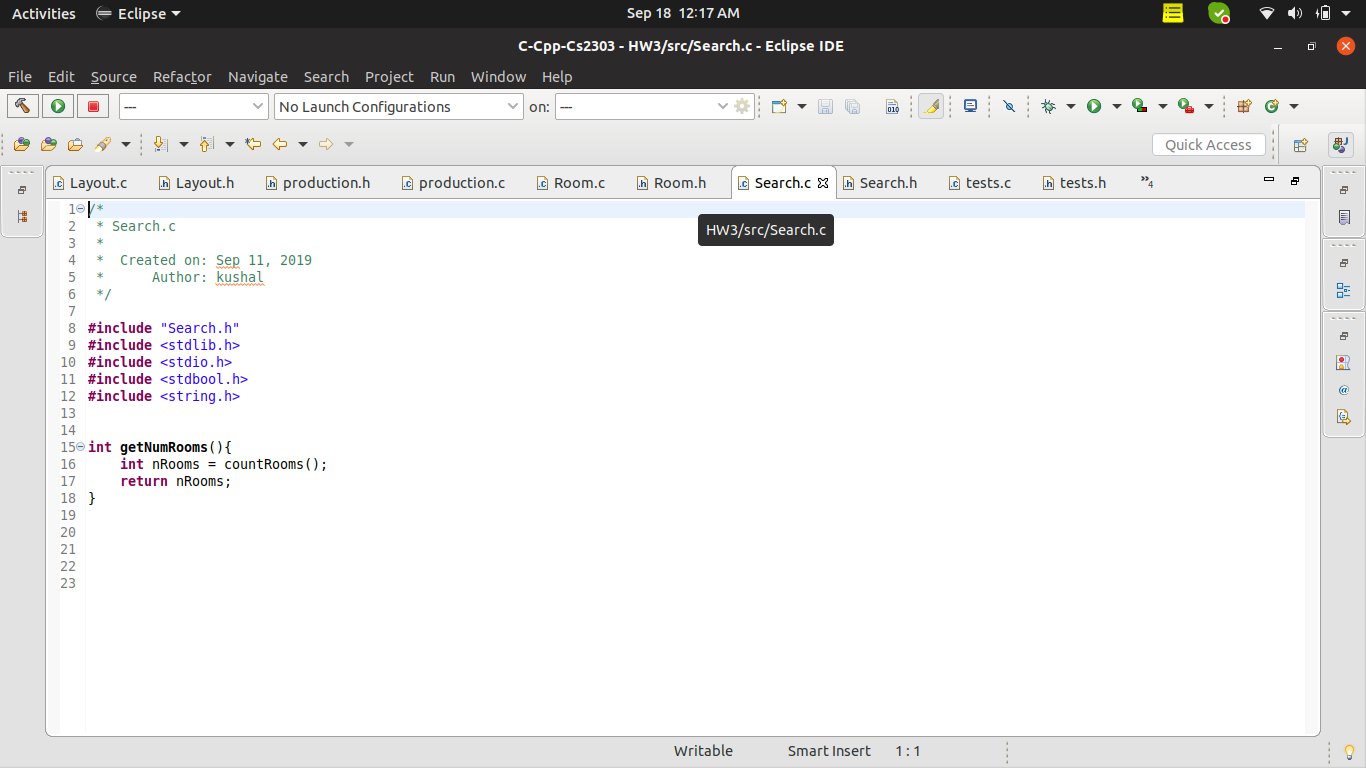 Activities Eclipse Sep 18 12:17 AM
C-Cpp-Cs2303 - HW3/src/Search.c - Eclipse IDE
File Edit Source Refactor Navigate Search Project Run Window Help
--- No Launch Configurations on: --- 010
Quick Access
Layout.c Layout.h production.h production.c Room.c Room.h Search.c Search.h tests.c tests.h »4
1 /*
2  * Search.c
HW3/src/Search.c
3  *
4  *  Created on: Sep 11, 2019
5  *      Author: kushal
6  */
7
8 #include "Search.h"
9 #include <stdlib.h>
10 #include <stdio.h>
11 #include <stdbool.h>
12 #include <string.h>
13
14
15 int getNumRooms(){
16     int nRooms = countRooms();
17     return nRooms;
18 }
19
20
21
22
23
Writable Smart Insert 1 : 1